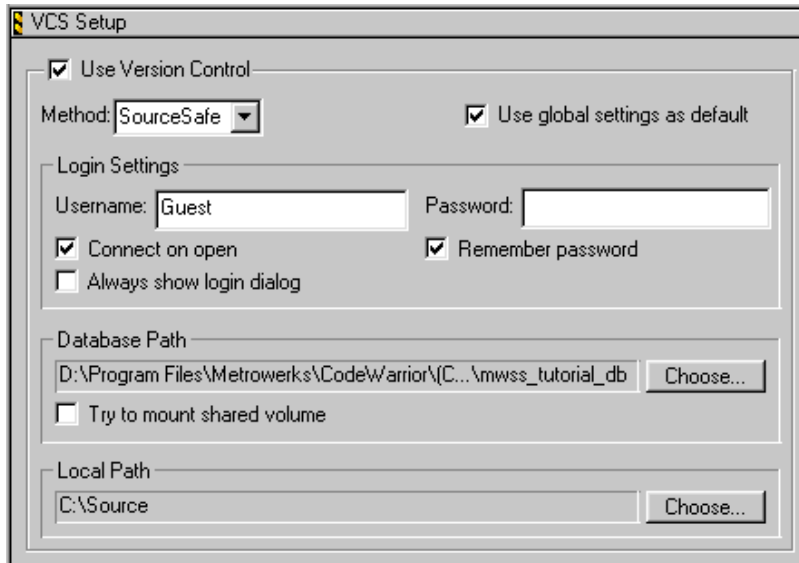 VCS Setup
Use Version Control
Method: SourceSafe
Use global settings as default
Login Settings
Username: Guest
Password:
Connect on open
Remember password
Always show login dialog
Database Path
D:\Program Files\Metrowerks\CodeWarrior\(C...\mwss_tutorial_db
Choose...
Try to mount shared volume
Local Path
C:\Source
Choose...